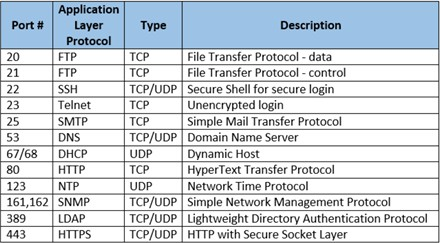 Port # Application Layer Protocol Type Description
20 FTP TCP File Transfer Protocol - data
21 FTP TCP File Transfer Protocol - control
22 SSH TCP/UDP Secure Shell for secure login
23 Telnet TCP Unencrypted login
25 SMTP TCP Simple Mail Transfer Protocol
53 DNS TCP/UDP Domain Name Server
67/68 DHCP UDP Dynamic Host
80 HTTP TCP HyperText Transfer Protocol
123 NTP UDP Network Time Protocol
161,162 SNMP TCP/UDP Simple Network Management Protocol
389 LDAP TCP/UDP Lightweight Directory Authentication Protocol
443 HTTPS TCP/UDP HTTP with Secure Socket Layer